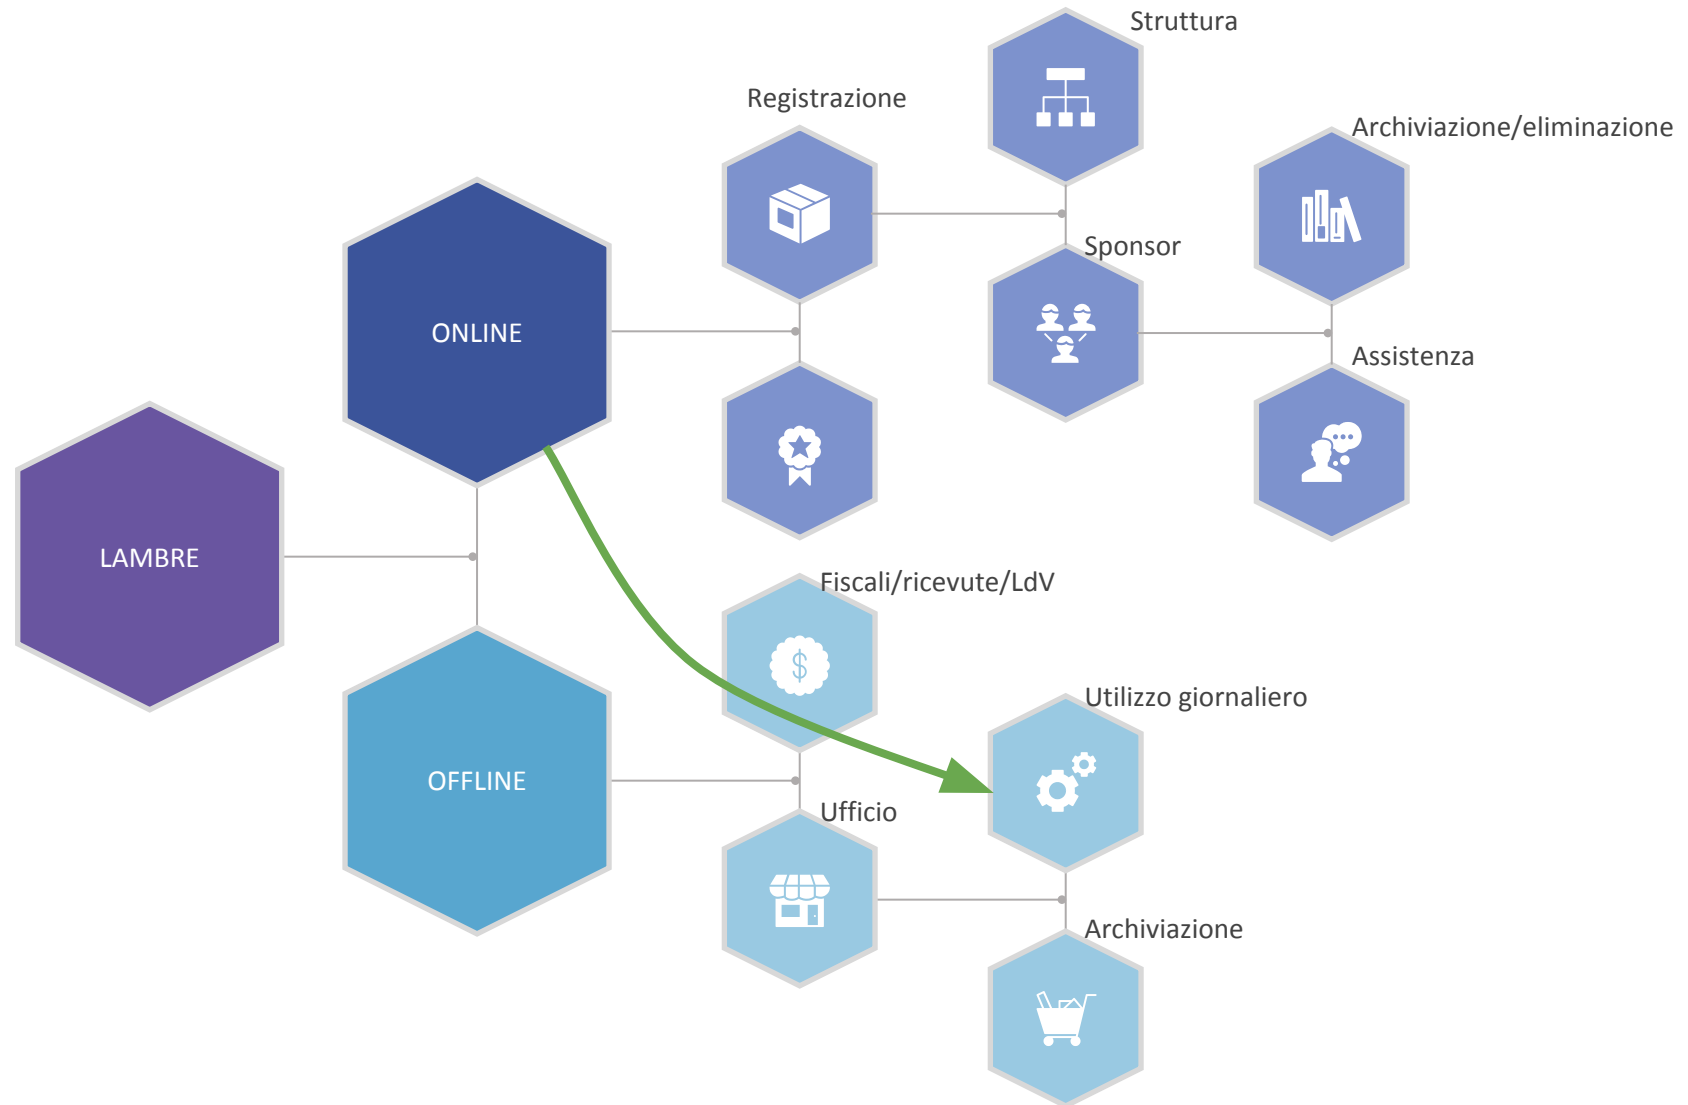 Struttura
Registrazione
Archiviazione/eliminazione
Sponsor
ONLINE
Assistenza
LAMBRE
Fiscali/ricevute/LdV
$
Utilizzo giornaliero
OFFLINE
Ufficio
Archiviazione